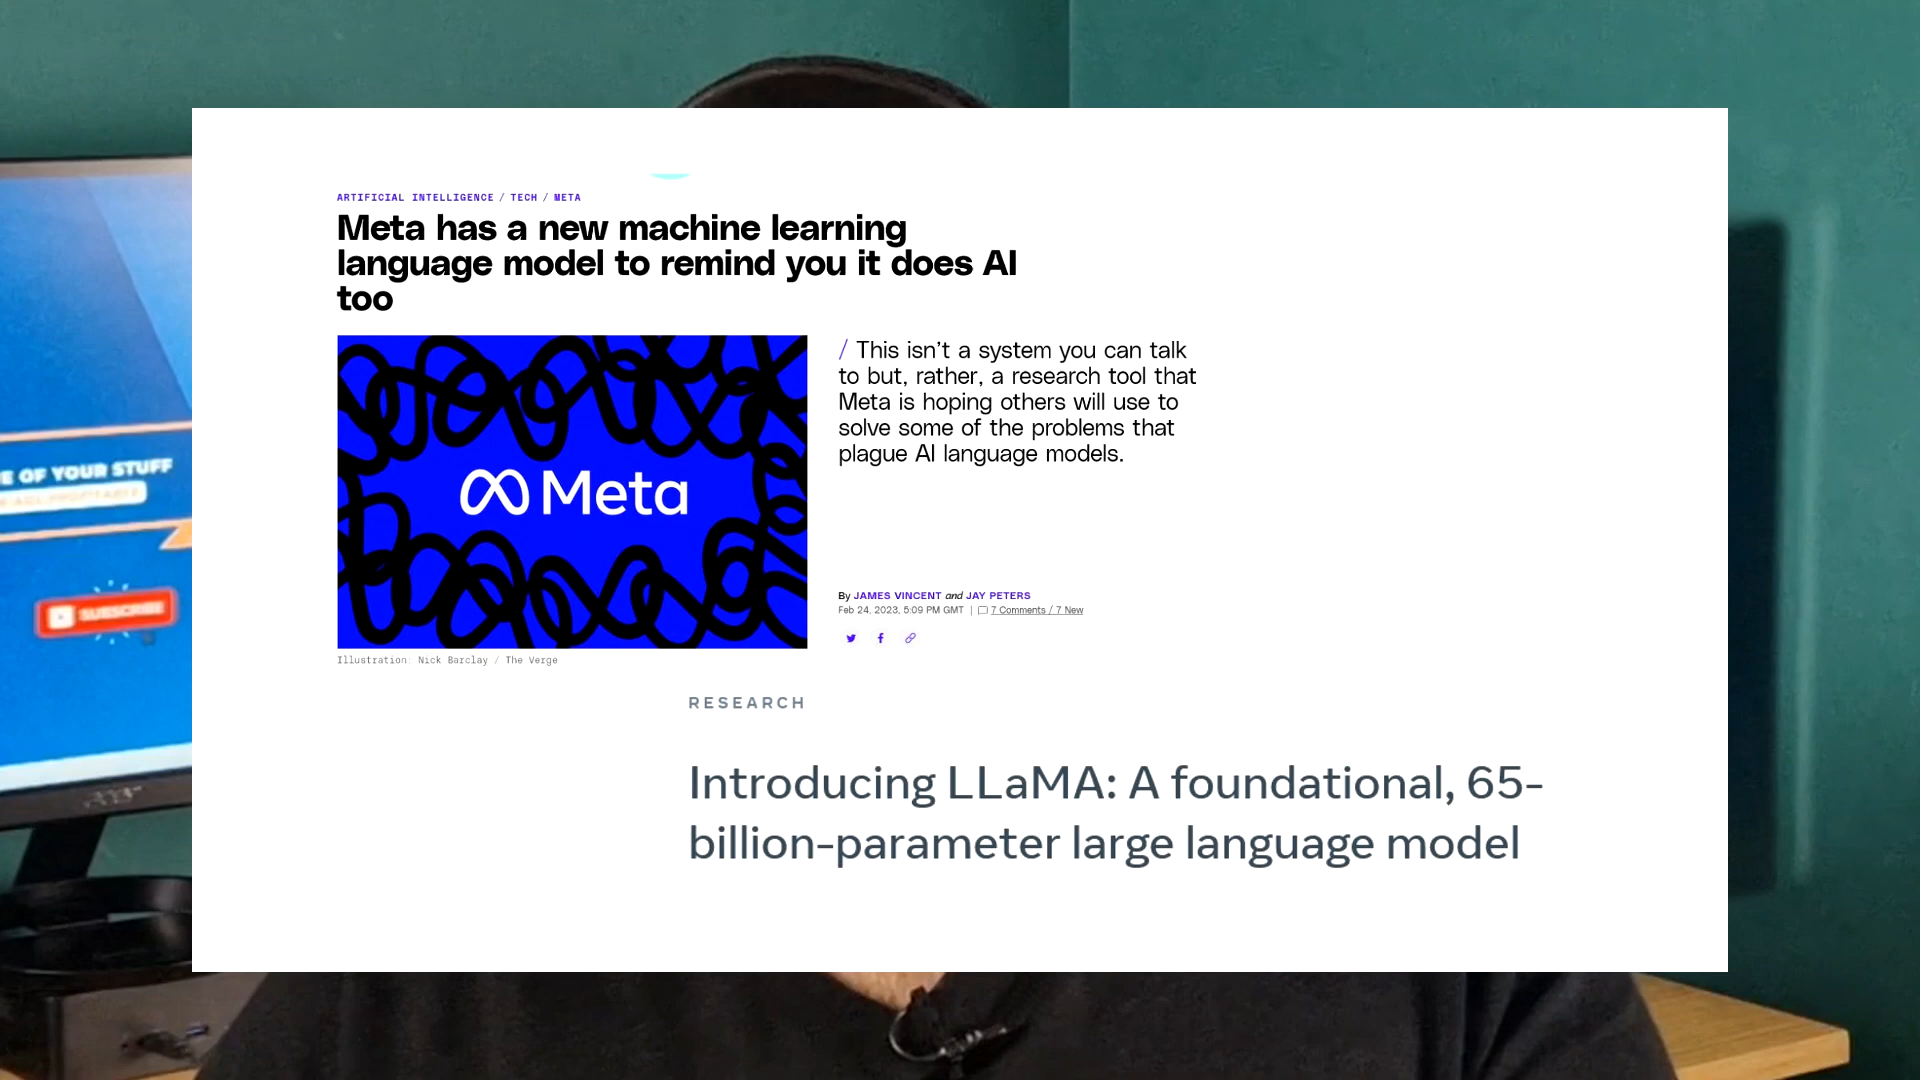 ARTIFICIAL INTELLIGENCE / TECH / META
Meta has a new machine learning
language model to remind you it does AI
too
/ This isn't a system you can talk
to but, rather, a research tool that
Meta is hoping others will use to
solve some of the problems that
plague AI language models.
Meta
By JAMES VINCENT and JAY PETERS
Feb 24, 2023, 5:09 PM GMT | 7 Comments / 7 New
Illustration: Nick Barclay / The Verge
RESEARCH
Introducing LLaMA: A foundational, 65-
billion-parameter large language model
E OF YOUR STUFF
SUBSCRIBE